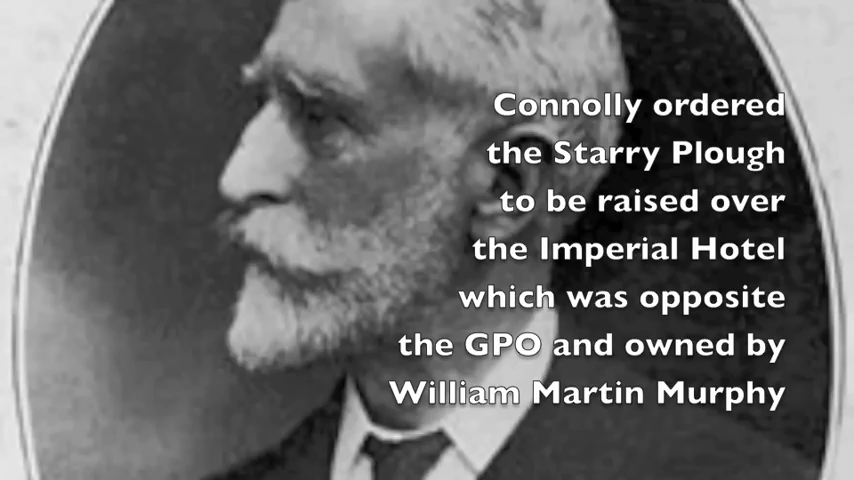 Connolly ordered
the Starry Plough
to be raised over
the Imperial Hotel
which was opposite
the GPO and owned by
William Martin Murphy